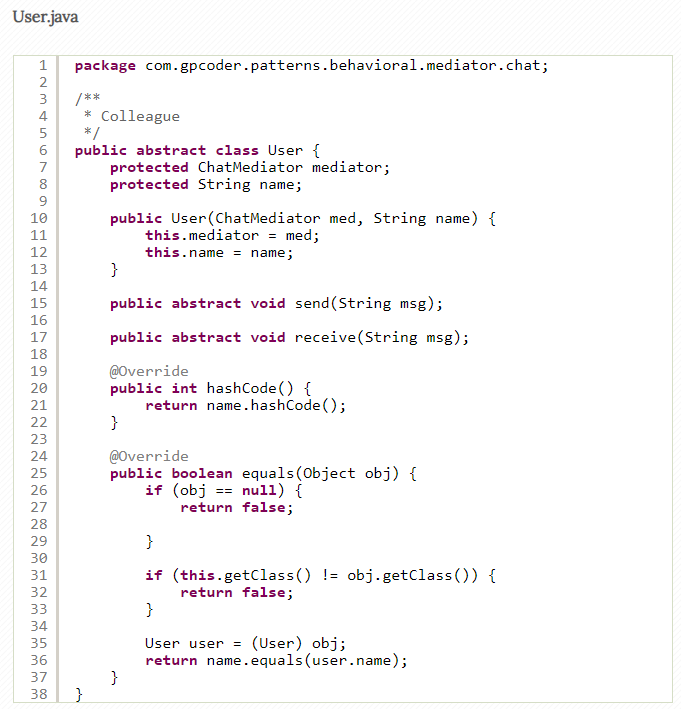 User.java
1 package com.gpcoder.patterns.behavioral.mediator.chat;
2
3 /**
4  * Colleague
5  */
6 public abstract class User {
7     protected ChatMediator mediator;
8     protected String name;
9
10     public User(ChatMediator med, String name) {
11         this.mediator = med;
12         this.name = name;
13     }
14
15     public abstract void send(String msg);
16
17     public abstract void receive(String msg);
18
19     @Override
20     public int hashCode() {
21         return name.hashCode();
22     }
23
24     @Override
25     public boolean equals(Object obj) {
26         if (obj == null) {
27             return false;
28
29         }
30
31         if (this.getClass() != obj.getClass()) {
32             return false;
33         }
34
35         User user = (User) obj;
36         return name.equals(user.name);
37     }
38 }